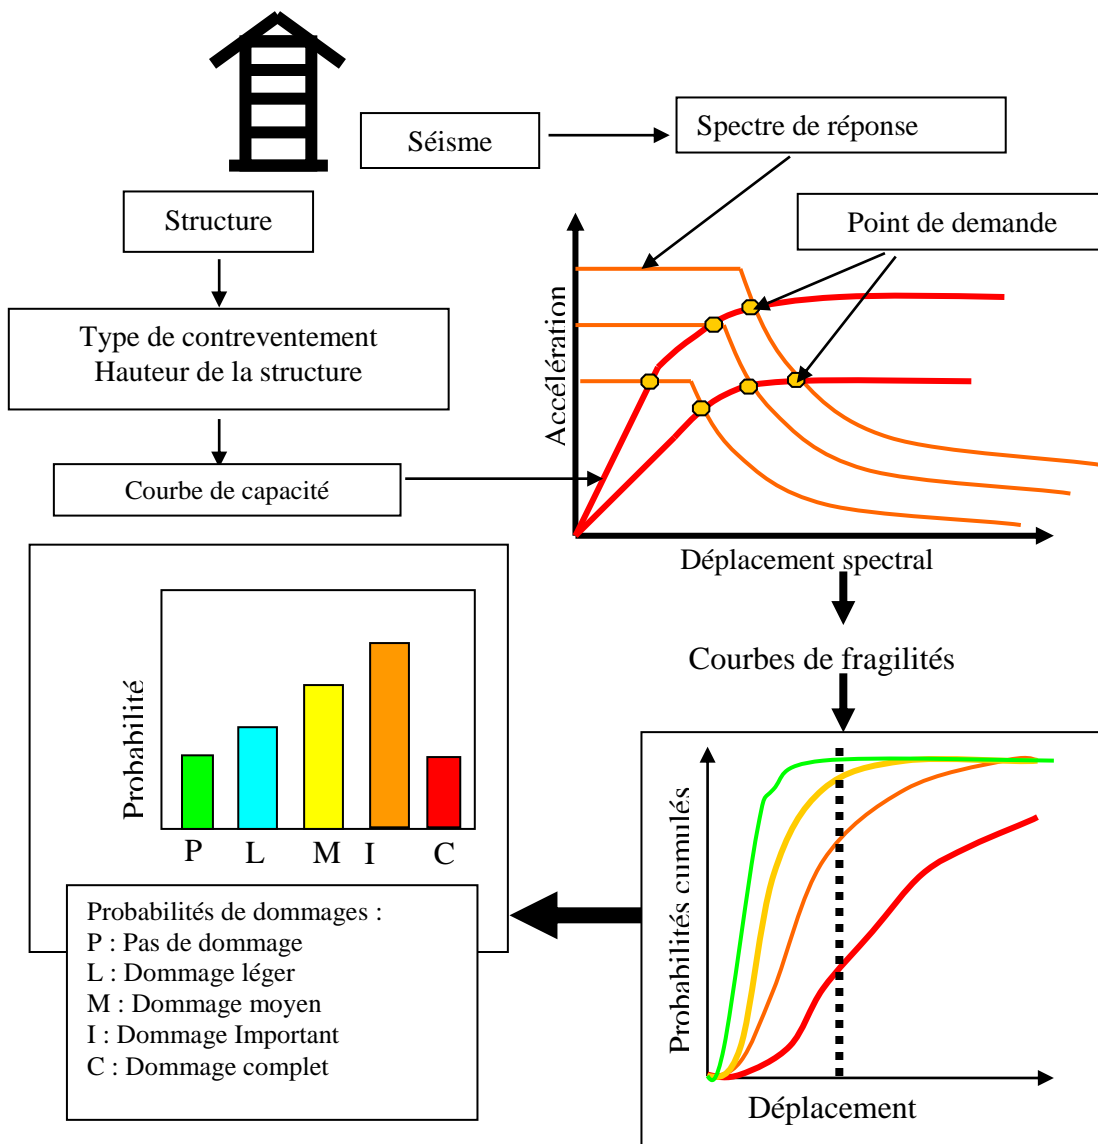 Séisme
Spectre de réponse
Structure
Point de demande
Type de contreventement
Hauteur de la structure
Accélération
Courbe de capacité
Déplacement spectral
Courbes de fragilités
Probabilité
P L M I C
Probabilités de dommages :
P : Pas de dommage
L : Dommage léger
M : Dommage moyen
I : Dommage Important
C : Dommage complet
Probabilités cumulés
Déplacement